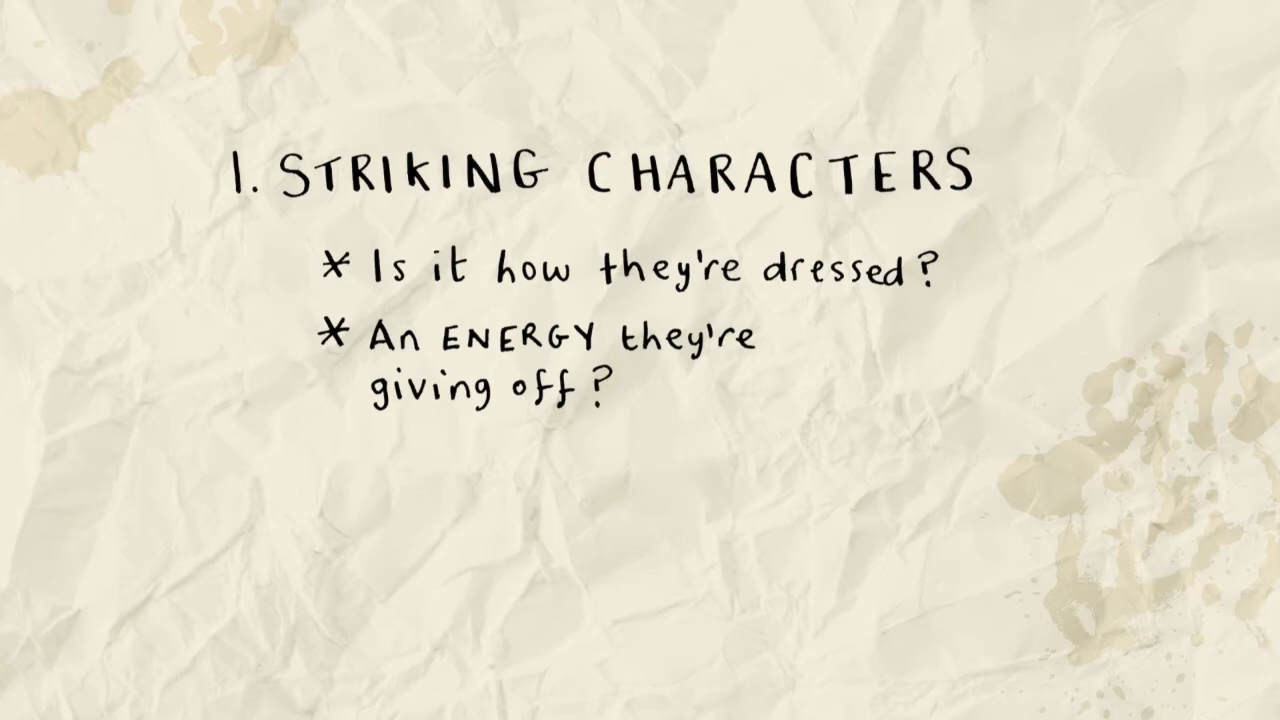 1. STRIKING CHARACTERS
* Is it how they're dressed?
* An ENERGY they're
giving off?